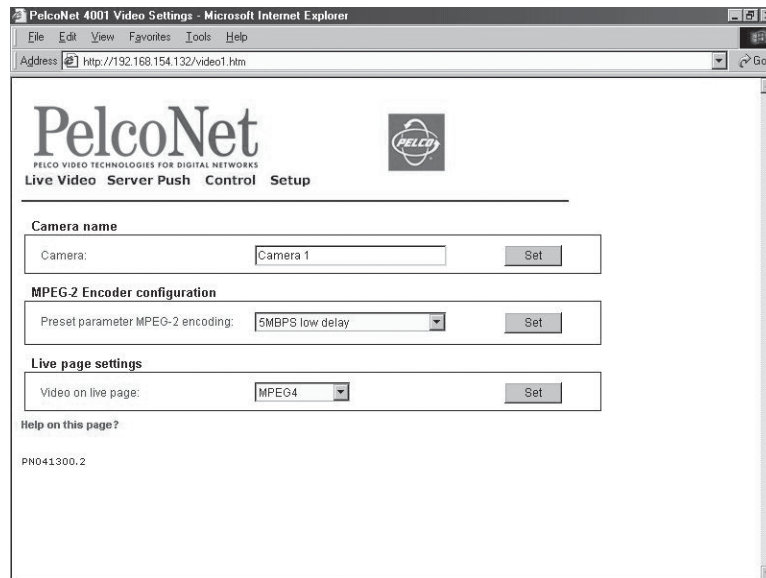 PelcoNet 4001 Video Settings - Microsoft Internet Explorer
File Edit View Favorites Tools Help
Address http://192.168.154.132/video1.htm Go
PelcoNet
PELCO VIDEO TECHNOLOGIES FOR DIGITAL NETWORKS
PELCO
Live Video Server Push Control Setup
Camera name
Camera: Camera 1 Set
MPEG-2 Encoder configuration
Preset parameter MPEG-2 encoding: 5MBPS low delay Set
Live page settings
Video on live page: MPEG4 Set
Help on this page?
PN041300.2